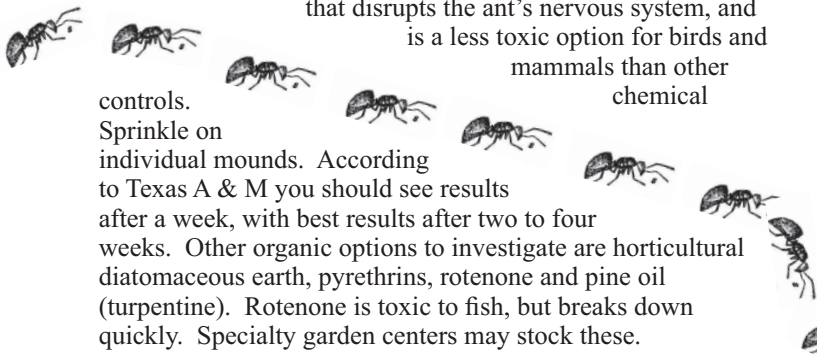 that disrupts the ant's nervous system, and
is a less toxic option for birds and
mammals than other
chemical
controls.
Sprinkle on
individual mounds.  According
to Texas A & M you should see results
after a week, with best results after two to four
weeks.  Other organic options to investigate are horticultural
diatomaceous earth, pyrethrins, rotenone and pine oil
(turpentine).  Rotenone is toxic to fish, but breaks down
quickly.  Specialty garden centers may stock these.